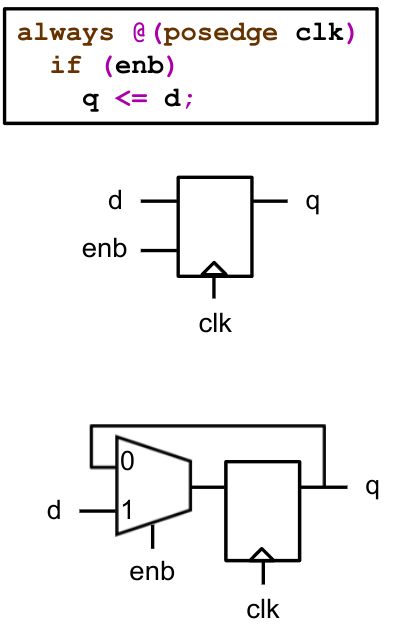 always @(posedge clk)
if (enb)
q <= d;
d q
enb
clk
0
q
d 1
enb
clk